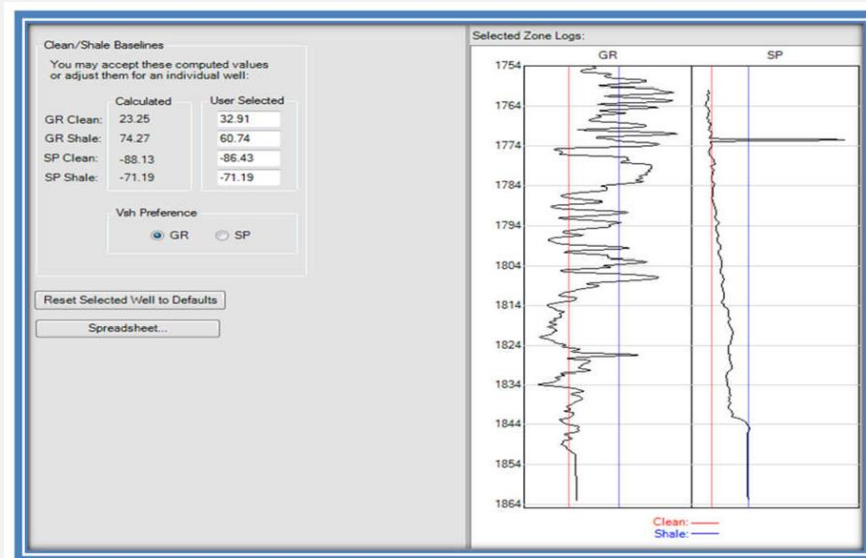 Clean/Shale Baselines
You may accept these computed values
or adjust them for an individual well:
Calculated User Selected
GR Clean: 23.25 32.91
GR Shale: 74.27 60.74
SP Clean: -88.13 -86.43
SP Shale: -71.19 -71.19
Vsh Preference
GR SP
Reset Selected Well to Defaults
Spreadsheet...
Selected Zone Logs:
GR SP
1754
1764
1774
1784
1794
1804
1814
1824
1834
1844
1854
1864
Clean:
Shale: